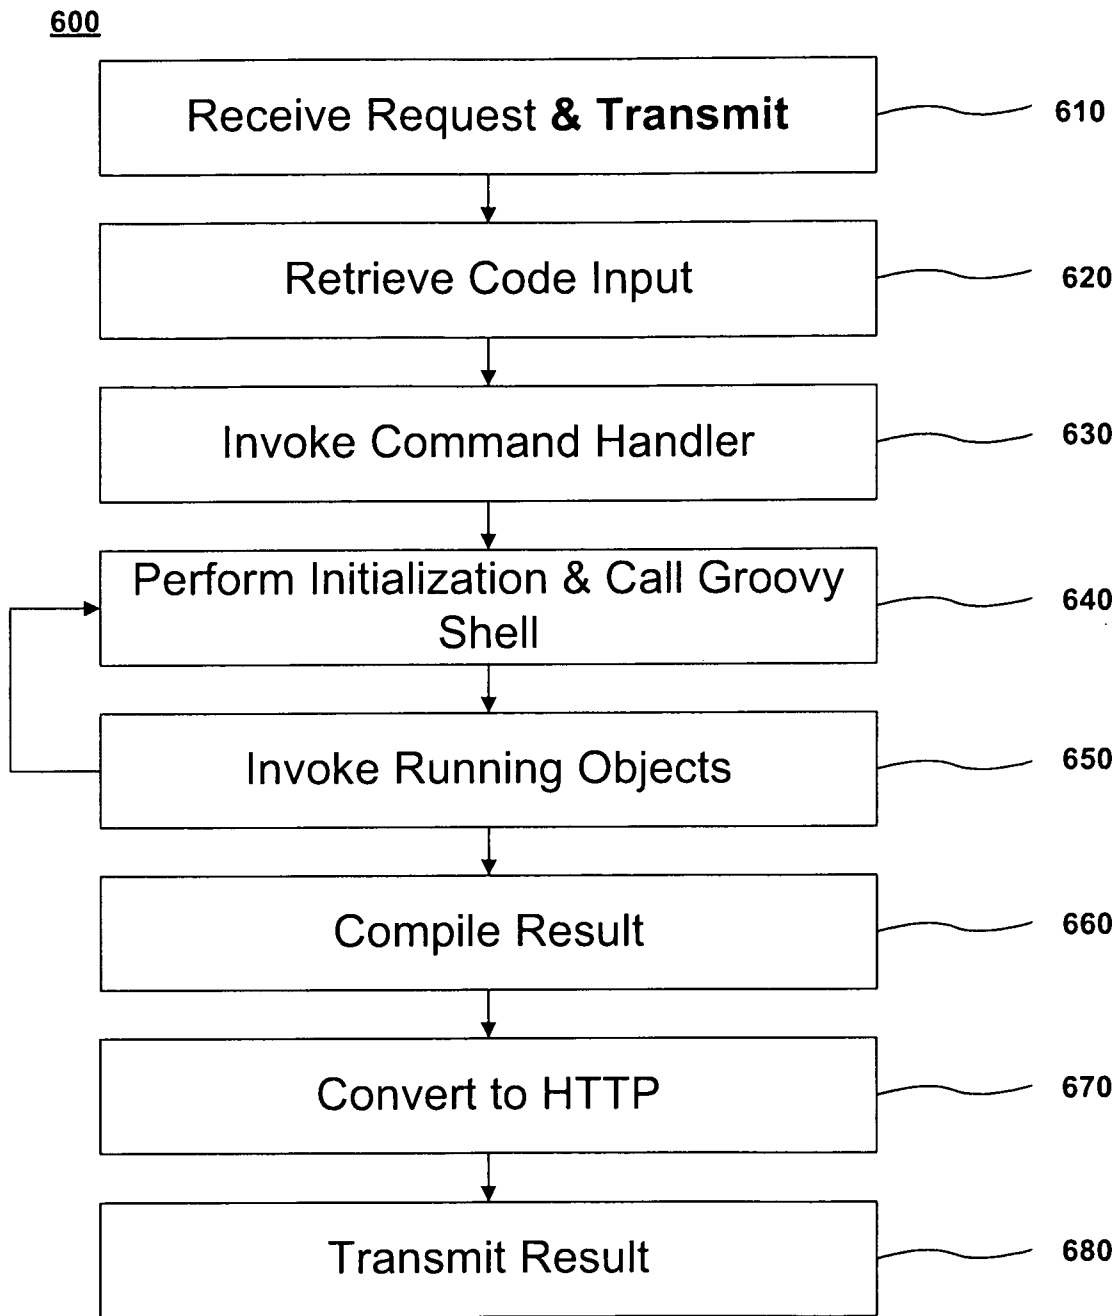 600
Receive Request & Transmit
610
Retrieve Code Input
620
Invoke Command Handler
630
Perform Initialization & Call Groovy
Shell
640
Invoke Running Objects
650
Compile Result
660
Convert to HTTP
670
Transmit Result
680